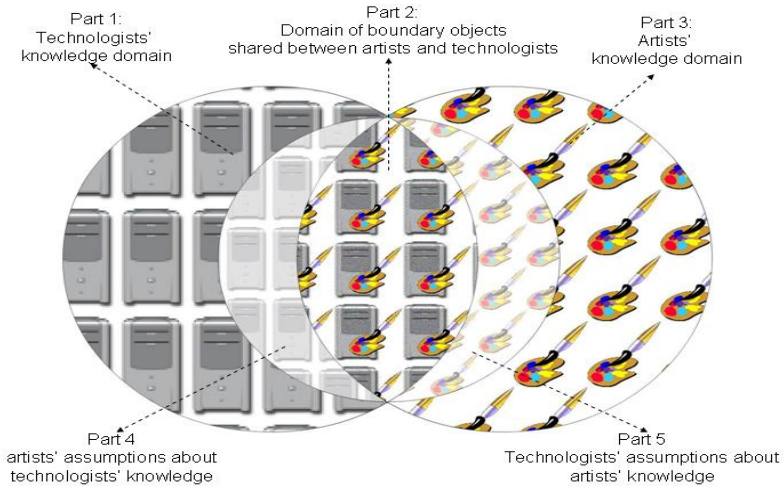 Part 1:
Technologists'
knowledge domain
Part 2:
Domain of boundary objects
shared between artists and technologists
Part 3:
Artists'
knowledge domain
Part 4
artists' assumptions about
technologists' knowledge
Part 5
Technologists' assumptions about
artists' knowledge